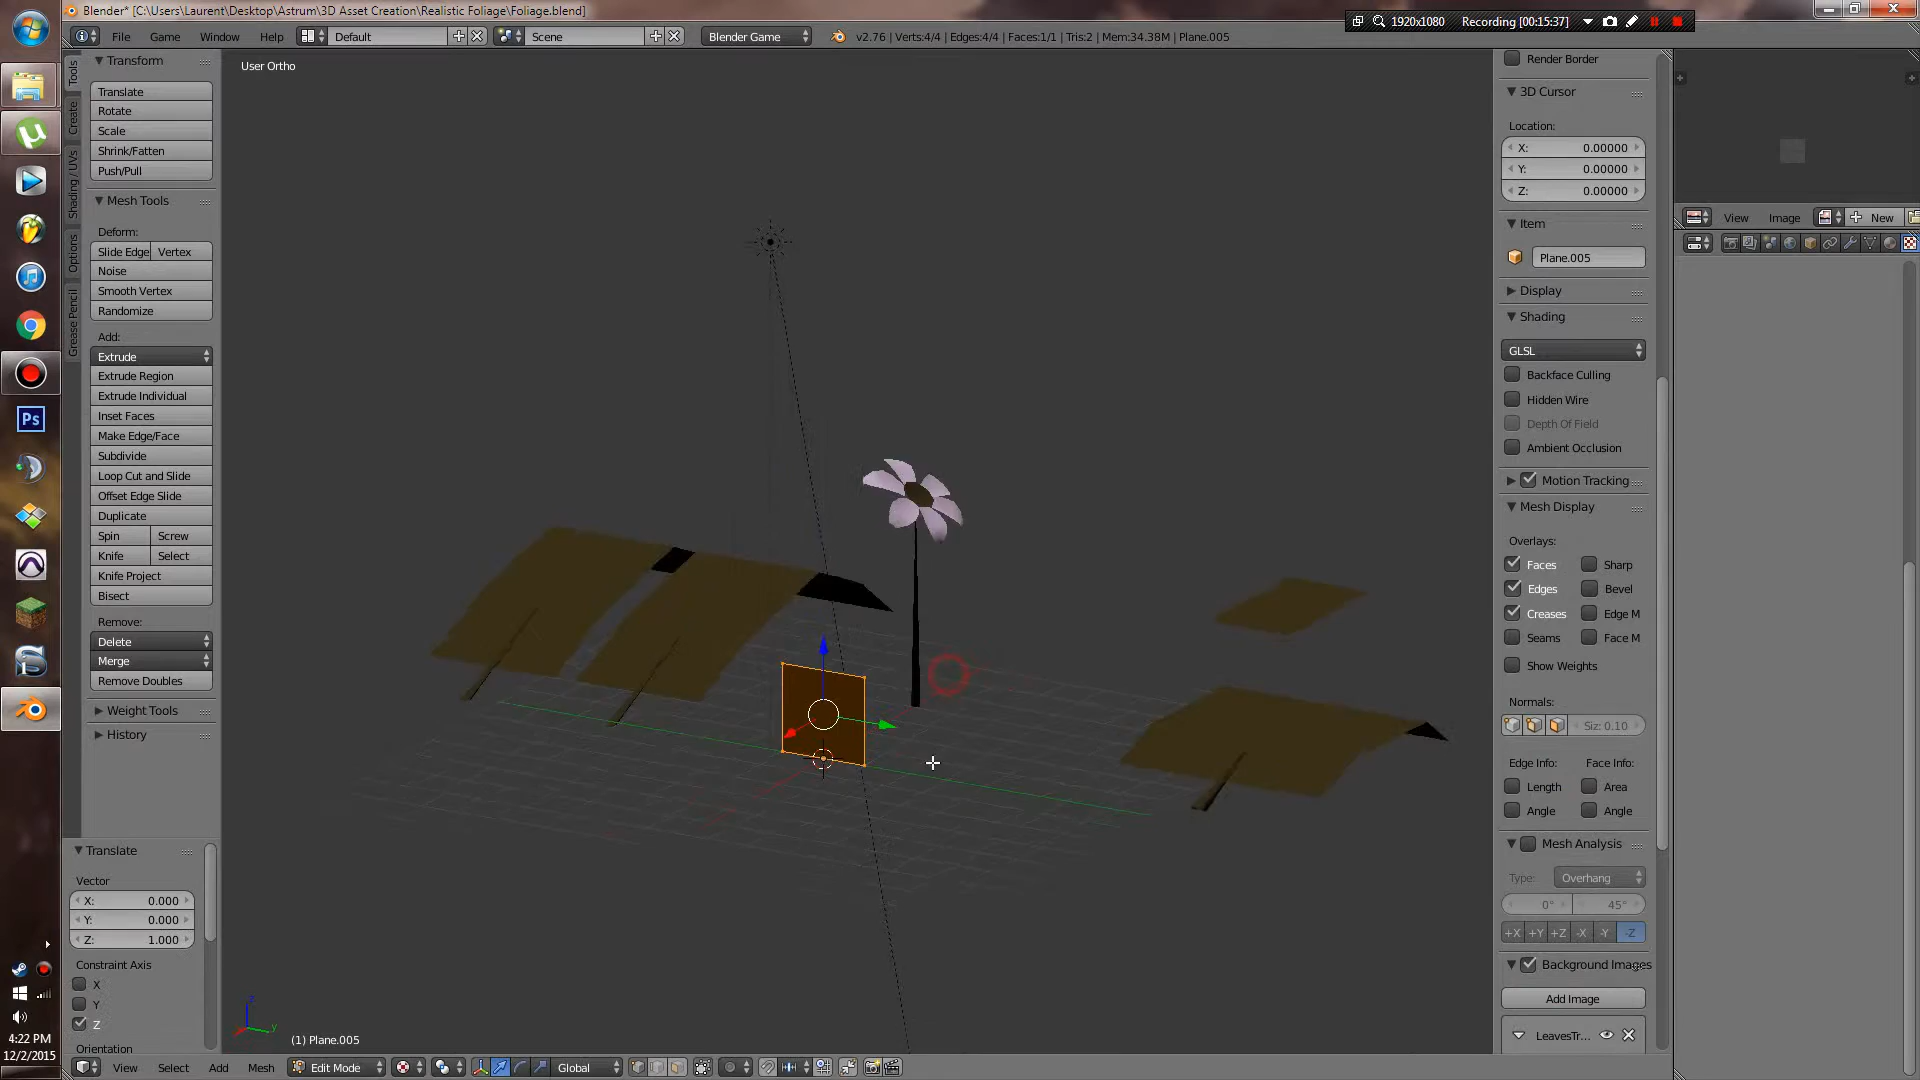 Blender* [C:\Users\Laurent\Desktop\Astrum\3D Asset Creation\Realistic Foliage\Foliage.blend]
1920x1080
Recording [00:15:37]
File
Game
Window
Help
Default
Scene
Blender Game
v2.76 | Verts:4/4 | Edges:4/4 | Faces:1/1 | Tris:2 | Mem:34.38M | Plane.005
Tools
Create
Shading / UVs
Options
Grease Pencil
Transform
Translate
Rotate
Scale
Shrink/Fatten
Push/Pull
Mesh Tools
Deform:
Slide Edge
Vertex
Noise
Smooth Vertex
Randomize
Add:
Extrude
Extrude Region
Extrude Individual
Inset Faces
Make Edge/Face
Subdivide
Loop Cut and Slide
Offset Edge Slide
Duplicate
Spin
Screw
Knife
Select
Knife Project
Bisect
Remove:
Delete
Merge
Remove Doubles
Weight Tools
History
Translate
Vector
X: 0.000
Y: 0.000
Z: 1.000
Constraint Axis
X
Y
Z
Orientation
User Ortho
(1) Plane.005
View
Select
Add
Mesh
Edit Mode
Global
Render Border
3D Cursor
Location:
X: 0.00000
Y: 0.00000
Z: 0.00000
Item
Plane.005
Display
Shading
GLSL
Backface Culling
Hidden Wire
Depth Of Field
Ambient Occlusion
Motion Tracking
Mesh Display
Overlays:
Faces
Sharp
Edges
Bevel
Creases
Edge M
Seams
Face M
Show Weights
Normals:
Siz: 0.10
Edge Info:
Face Info:
Length
Area
Angle
Angle
Mesh Analysis
Type:
Overhang
0°
45°
+X
+Y
+Z
-X
-Y
-Z
Background Images
Add Image
LeavesTr...
View
Image
New
Ps
4:22 PM
12/2/2015